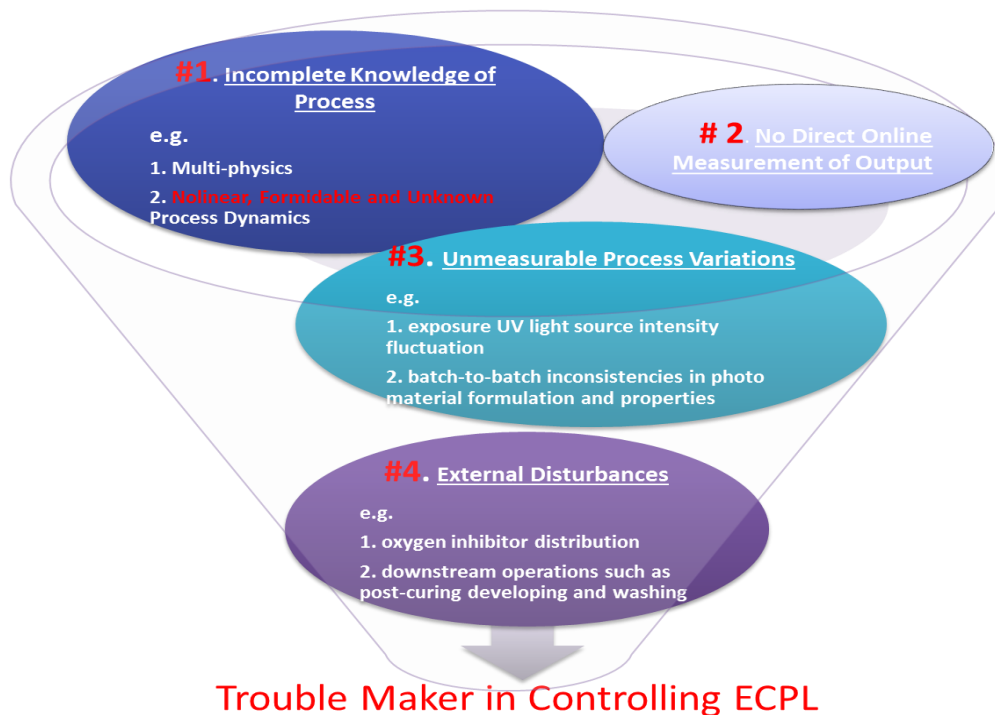 #1. Incomplete Knowledge of
Process
e.g.
1. Multi-physics
2. Nolinear, Formidable and Unknown
Process Dynamics
# 2. No Direct Online
Measurement of Output
#3. Unmeasurable Process Variations
e.g.
1. exposure UV light source intensity
fluctuation
2. batch-to-batch inconsistencies in photo
material formulation and properties
#4. External Disturbances
e.g.
1. oxygen inhibitor distribution
2. downstream operations such as
post-curing developing and washing
Trouble Maker in Controlling ECPL